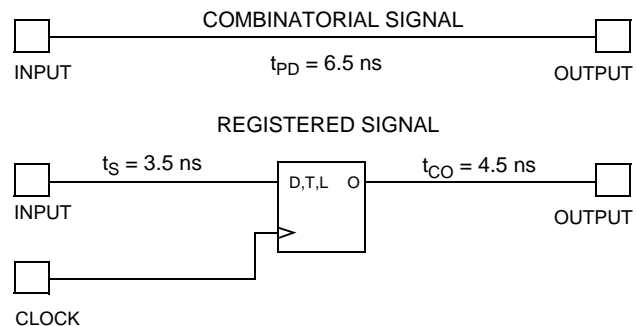 COMBINATORIAL SIGNAL
INPUT
tPD = 6.5 ns
OUTPUT
REGISTERED SIGNAL
tS = 3.5 ns
D,T,L O
tCO = 4.5 ns
INPUT
OUTPUT
CLOCK